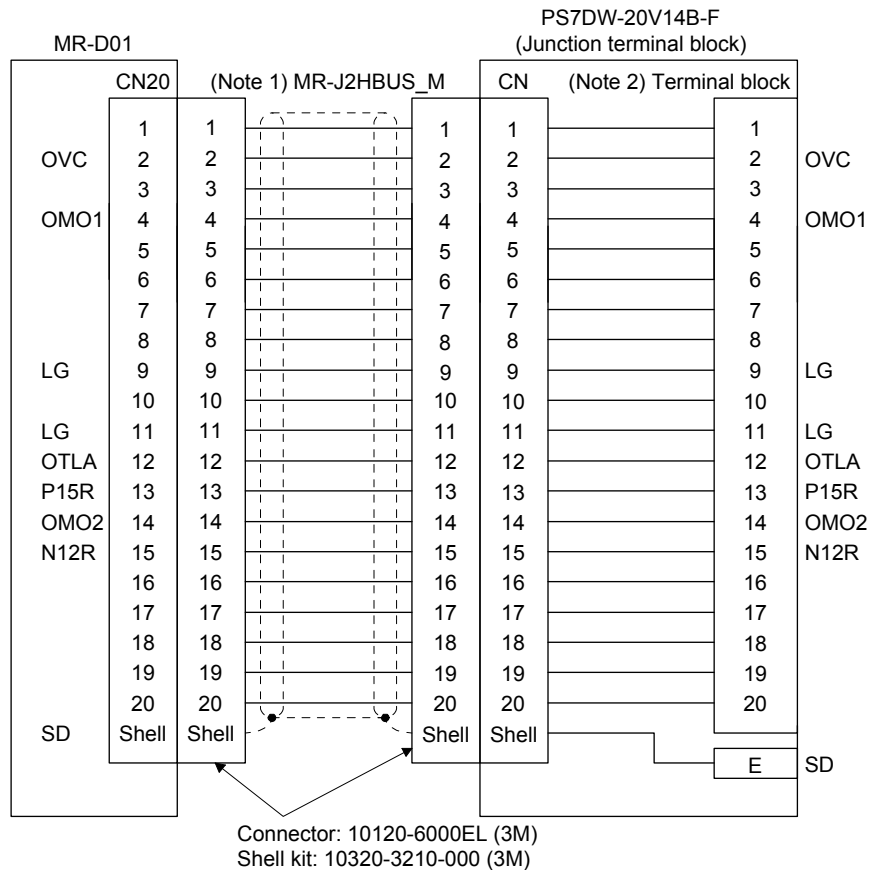 PS7DW-20V14B-F
MR-D01 (Junction terminal block)
CN20 (Note 1) MR-J2HBUS_M CN (Note 2) Terminal block
1 1 1 1 1
OVC 2 2 2 2 2 OVC
3 3 3 3 3
OMO1 4 4 4 4 4 OMO1
5 5 5 5 5
6 6 6 6 6
7 7 7 7 7
8 8 8 8 8
LG 9 9 9 9 9 LG
10 10 10 10 10
LG 11 11 11 11 11 LG
OTLA 12 12 12 12 12 OTLA
P15R 13 13 13 13 13 P15R
OMO2 14 14 14 14 14 OMO2
N12R 15 15 15 15 15 N12R
16 16 16 16 16
17 17 17 17 17
18 18 18 18 18
19 19 19 19 19
20 20 20 20 20
SD Shell Shell Shell Shell
E SD
Connector: 10120-6000EL (3M)
Shell kit: 10320-3210-000 (3M)